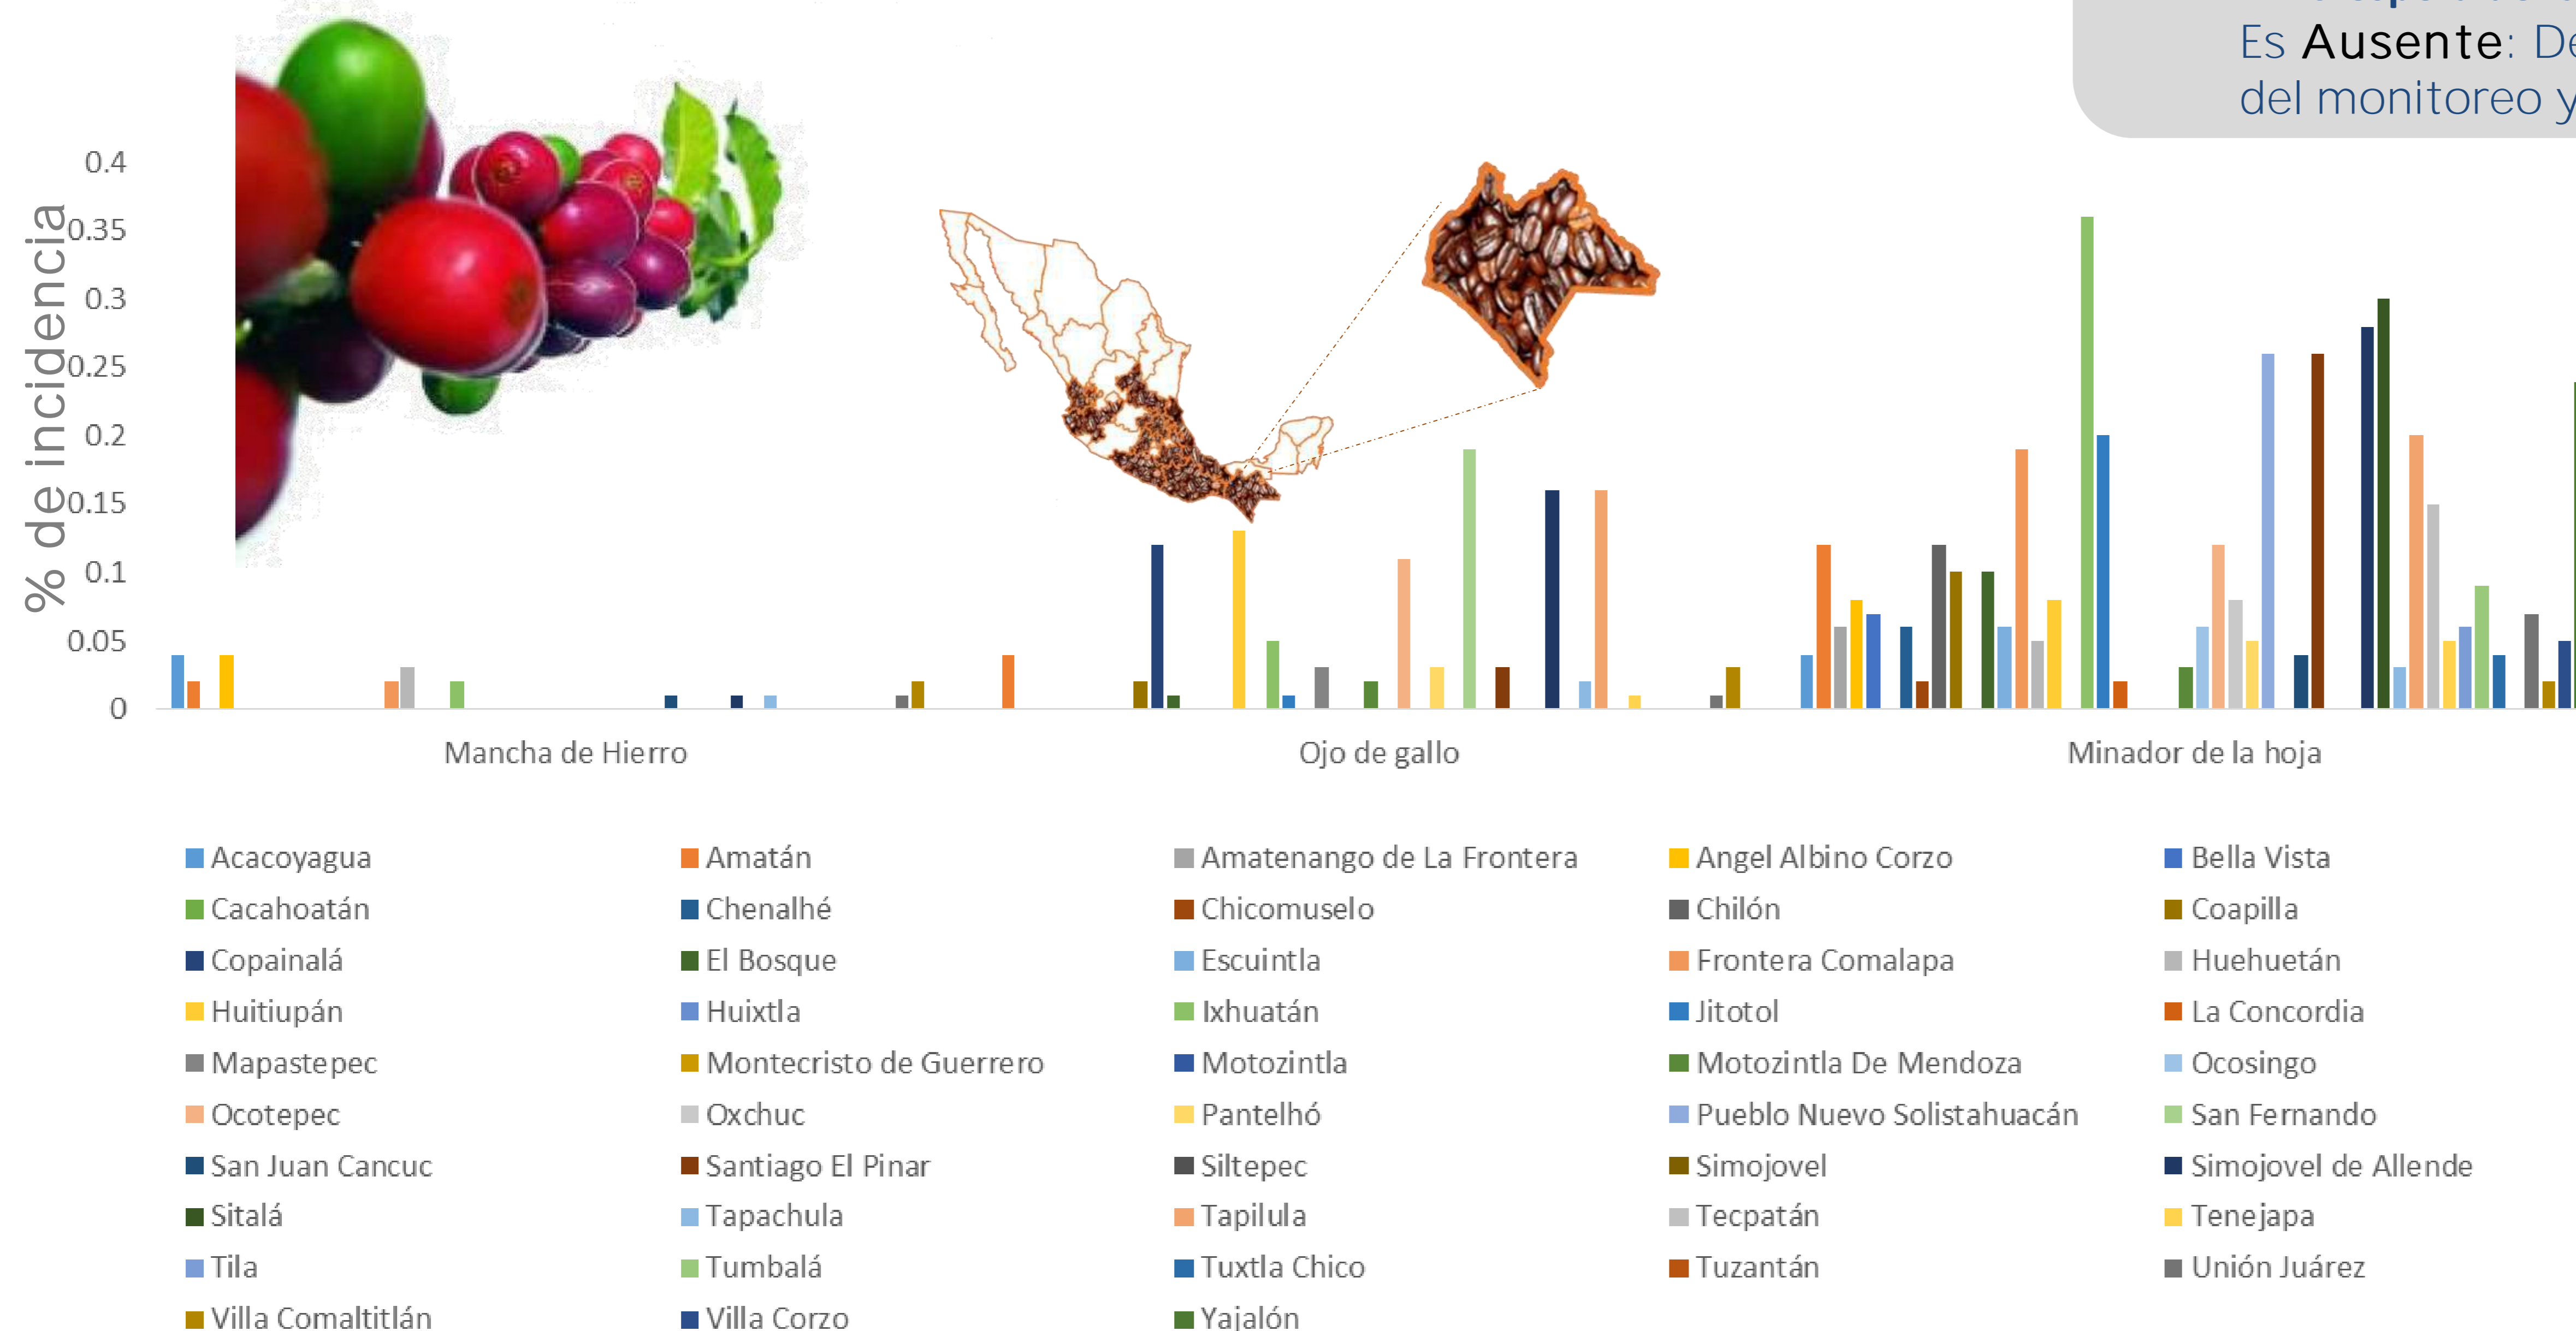 Es Ausente:
del monitoreo y
% de incidencia
0.4
0.35
0.3
0.25
0.2
0.15
0.1
0.05
0
Mancha de Hierro Ojo de gallo Minador de la hoja
Acacoyagua Amatán Amatenango de La Frontera Angel Albino Corzo Bella Vista
Cacahoatán Chenalhé Chicomuselo Chilón Coapilla
Copainalá El Bosque Escuintla Frontera Comalapa Huehuetán
Huitiupán Huixtla Ixhuatán Jitotol La Concordia
Mapastepec Montecristo de Guerrero Motozintla Motozintla De Mendoza Ocosingo
Ocotepec Oxchuc Pantelhó Pueblo Nuevo Solistahuacán San Fernando
San Juan Cancuc Santiago El Pinar Siltepec Simojovel Simojovel de Allende
Sitalá Tapachula Tapilula Tecpatán Tenejapa
Tila Tumbalá Tuxtla Chico Tuzantán Unión Juárez
Villa Comaltitlán Villa Corzo Yajalón